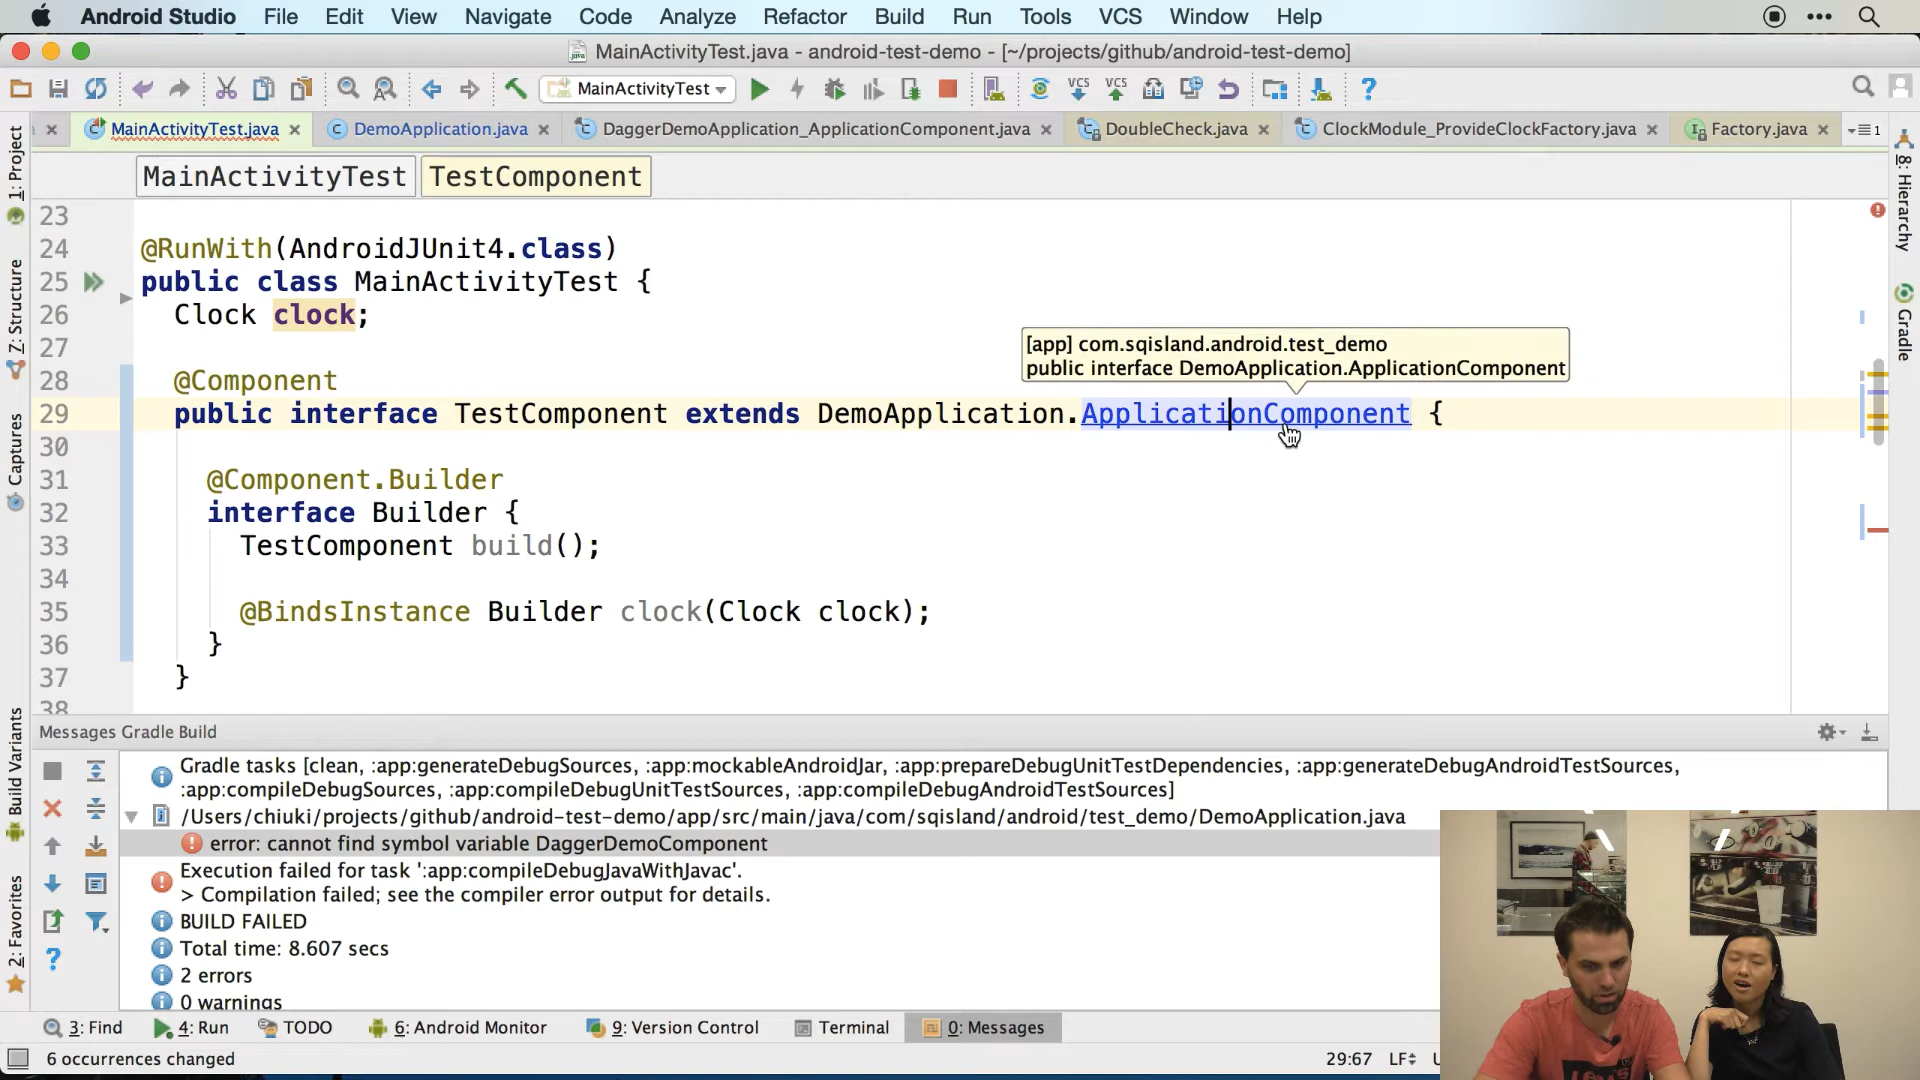 Android Studio File Edit View Navigate Code Analyze Refactor Build Run Tools VCS Window Help
MainActivityTest.java - android-test-demo - [~/projects/github/android-test-demo]
MainActivityTest
VCS VCS
MainActivityTest.java DemoApplication.java DaggerDemoApplication_ApplicationComponent.java DoubleCheck.java ClockModule_ProvideClockFactory.java Factory.java 1
MainActivityTest TestComponent
23
24 @RunWith(AndroidJUnit4.class)
25 public class MainActivityTest {
26 Clock clock;
27
[app] com.sqisland.android.test_demo
public interface DemoApplication.ApplicationComponent
28 @Component
29 public interface TestComponent extends DemoApplication.ApplicationComponent {
30
31 @Component.Builder
32 interface Builder {
33 TestComponent build();
34
35 @BindsInstance Builder clock(Clock clock);
36 }
37 }
38
1: Project
Z: Structure
Captures
Build Variants
2: Favorites
8: Hierarchy
Gradle
Messages Gradle Build
Gradle tasks [clean, :app:generateDebugSources, :app:mockableAndroidJar, :app:prepareDebugUnitTestDependencies, :app:generateDebugAndroidTestSources,
:app:compileDebugSources, :app:compileDebugUnitTestSources, :app:compileDebugAndroidTestSources]
/Users/chiuki/projects/github/android-test-demo/app/src/main/java/com/sqisland/android/test_demo/DemoApplication.java
error: cannot find symbol variable DaggerDemoComponent
Execution failed for task ':app:compileDebugJavaWithJavac'.
> Compilation failed; see the compiler error output for details.
BUILD FAILED
Total time: 8.607 secs
2 errors
0 warnings
3: Find 4: Run TODO 6: Android Monitor 9: Version Control Terminal 0: Messages
6 occurrences changed 29:67 LF